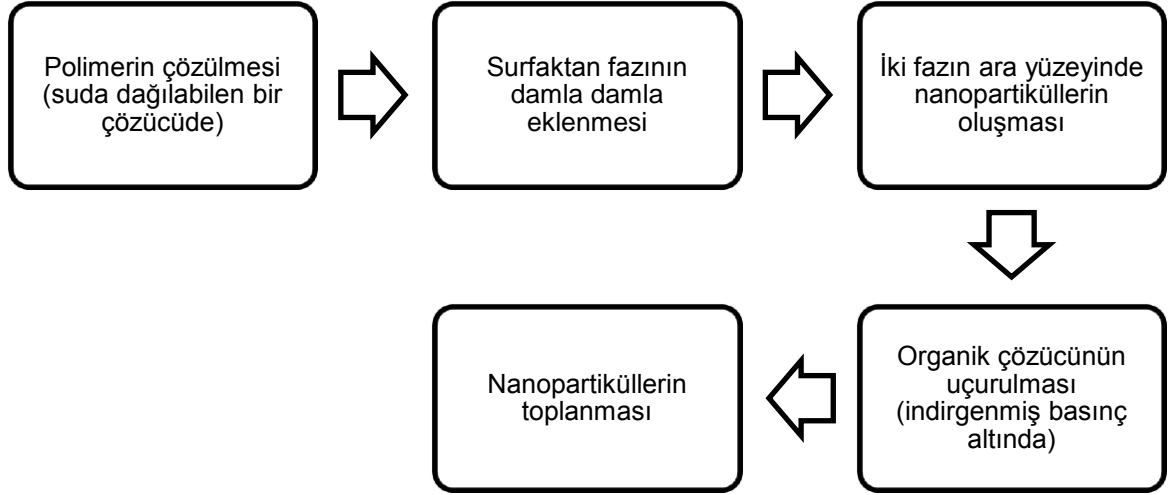 Polimerin çözülmesi
(suda dağılabilen bir
çözücüde)
Surfaktan fazının
damla damla
eklenmesi
İki fazın ara yüzeyinde
nanopartiküllerin
oluşması
Organik çözücünün
uçurulması
(indirgenmiş basınç
altında)
Nanopartiküllerin
toplanması